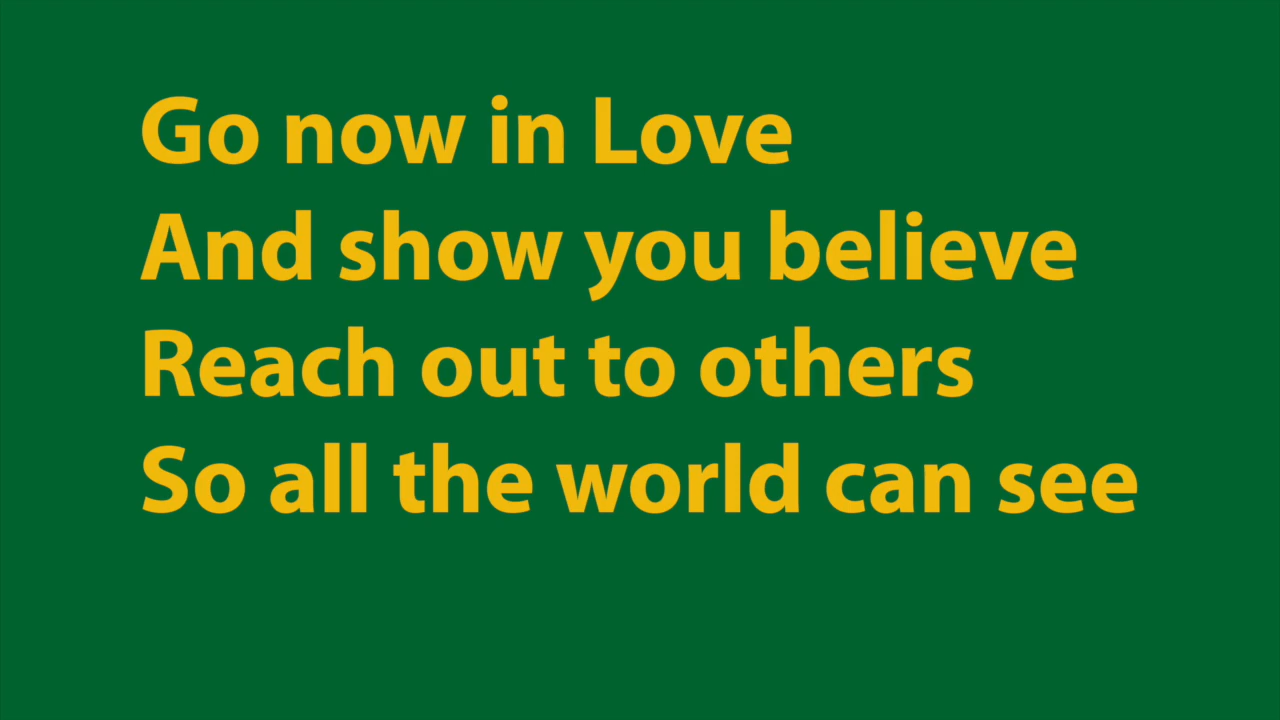 Go now in Love
And show you believe
Reach out to others
So all the world can see